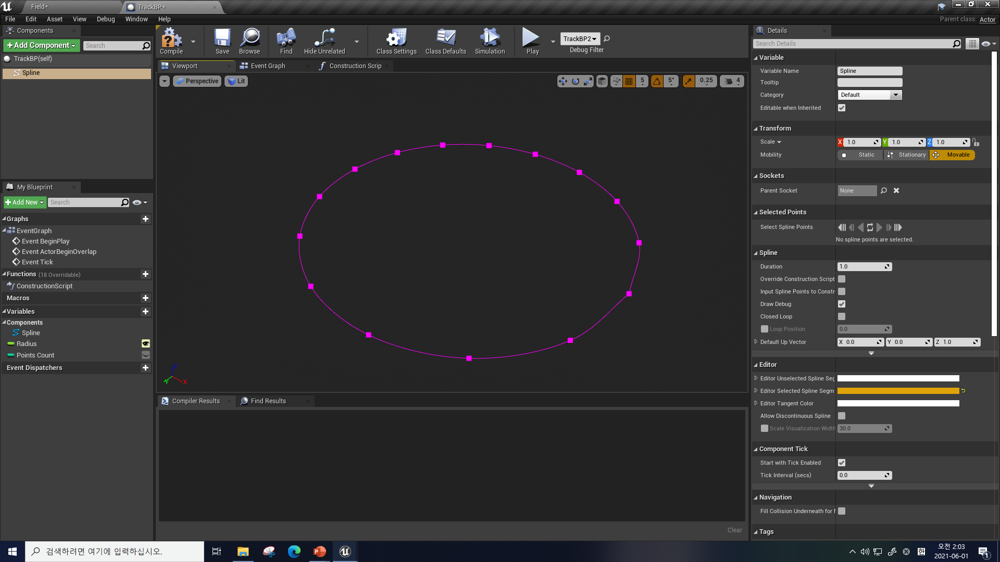 Field*
TrackBP*
File Edit Asset View Debug Window Help
Parent class: Actor
Components
+Add Component
Search
TrackBP(self)
Spline
My Blueprint
+Add New
Search
Graphs
EventGraph
Event BeginPlay
Event ActorBeginOverlap
Event Tick
Functions (18 Overridable)
ConstructionScript
Macros
Variables
Components
Spline
Radius
Points Count
Event Dispatchers
Compile
Save
Browse
Find
Hide Unrelated
Class Settings
Class Defaults
Simulation
Play
TrackBP2
Debug Filter
Viewport
Event Graph
Construction Scrip
Perspective
Lit
5
5°
0.25
4
Z
Y
X
Compiler Results
Find Results
Clear
Details
Search Details
Variable
Variable Name Spline
Tooltip
Category Default
Editable when Inherited
Transform
Scale X 1.0 Y 1.0 Z 1.0
Mobility Static Stationary Movable
Sockets
Parent Socket None
Selected Points
Select Spline Points
No spline points are selected.
Spline
Duration 1.0
Override Construction Script
Input Spline Points to Constr
Draw Debug
Closed Loop
Loop Position 0.0
Default Up Vector X 0.0 Y 0.0 Z 1.0
Editor
Editor Unselected Spline Seg
Editor Selected Spline Segm
Editor Tangent Color
Allow Discontinuous Spline
Scale Visualization Width 30.0
Component Tick
Start with Tick Enabled
Tick Interval (secs) 0.0
Navigation
Fill Collision Underneath for N
Tags
검색하려면 여기에 입력하십시오.
한
오전 2:03
2021-06-01
1